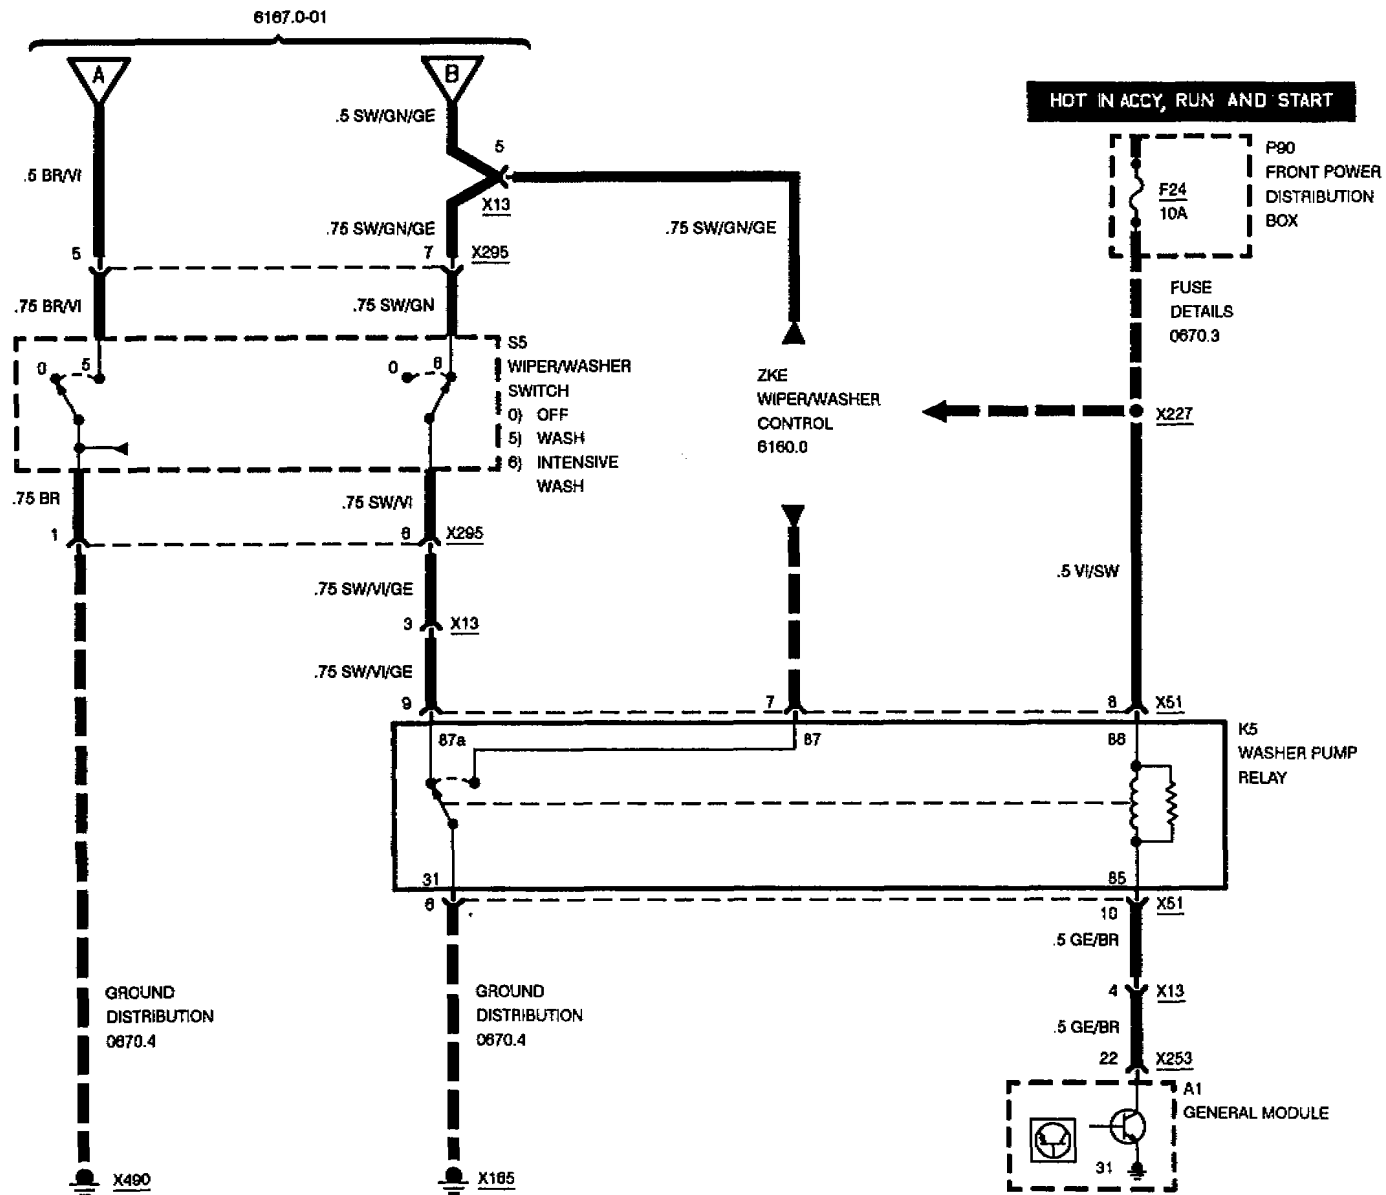 6167.0-01
A
B
.5 SW/GN/GE
HOT IN ACCY, RUN AND START
5
P90
FRONT POWER
DISTRIBUTION
BOX
.5 BR/VI
F24
10A
X13
.75 SW/GN/GE
.75 SW/GN/GE
5
7
X295
FUSE
DETAILS
0670.3
.75 BR/VI
.75 SW/GN
S5
WIPER/WASHER
SWITCH
0) OFF
5) WASH
6) INTENSIVE
WASH
0
5
0
6
ZKE
WIPER/WASHER
CONTROL
6160.0
X227
.75 BR
.75 SW/VI
1
8
X295
.5 VI/SW
.75 SW/VI/GE
3
X13
.75 SW/VI/GE
9
7
8
X51
87a
87
86
K5
WASHER PUMP
RELAY
31
85
6
10
X51
.5 GE/BR
GROUND
DISTRIBUTION
0670.4
GROUND
DISTRIBUTION
0670.4
4
X13
.5 GE/BR
22
X253
A1
GENERAL MODULE
31
X490
X165